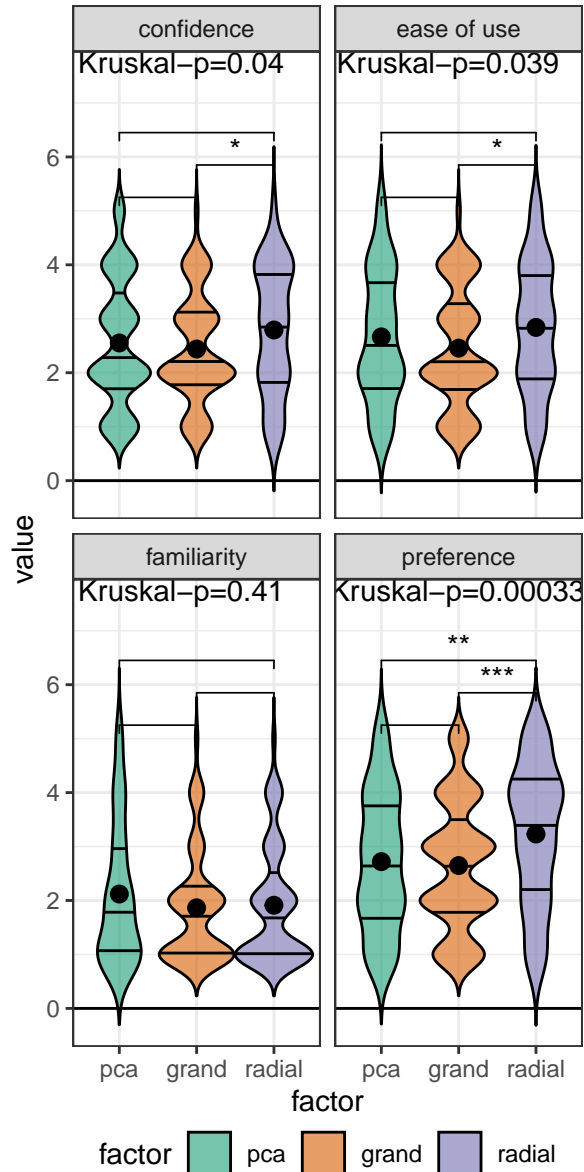 confidence
ease of use
Kruskal−p=0.04
Kruskal−p=0.039
*
*
6
4
2
0
value
familiarity
preference
Kruskal−p=0.41
Kruskal−p=0.00033
**
***
6
4
2
0
pca grand radial
pca grand radial
factor
factor pca grand radial